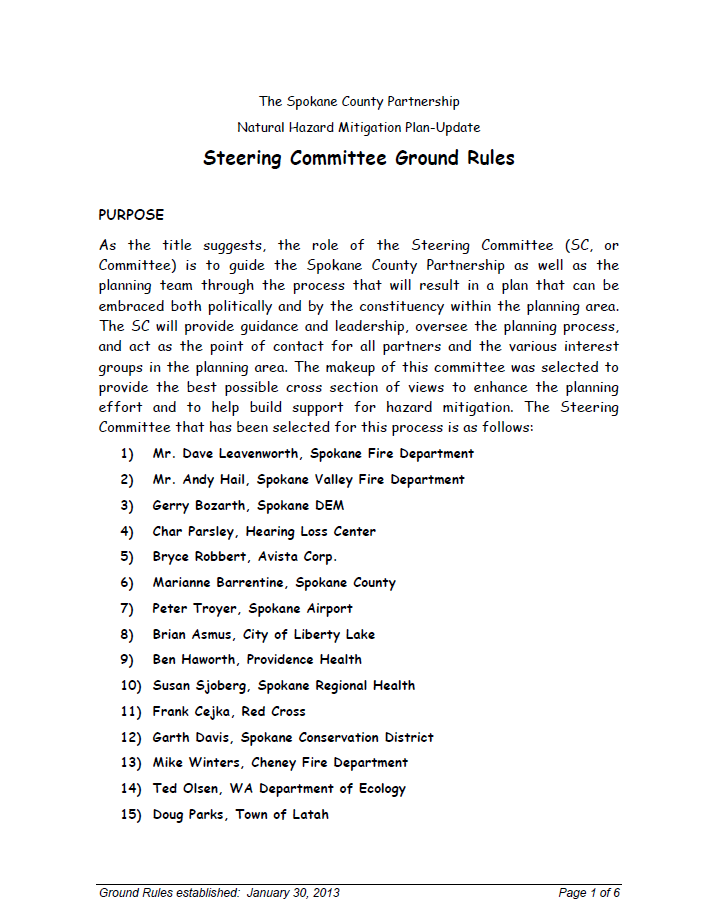 The Spokane County Partnership
Natural Hazard Mitigation Plan-Update
Steering Committee Ground Rules
PURPOSE
As the title suggests, the role of the Steering Committee (SC, or
Committee) is to guide the Spokane County Partnership as well as the
planning team through the process that will result in a plan that can be
embraced both politically and by the constituency within the planning area.
The SC will provide guidance and leadership, oversee the planning process,
and act as the point of contact for all partners and the various interest
groups in the planning area. The makeup of this committee was selected to
provide the best possible cross section of views to enhance the planning
effort and to help build support for hazard mitigation. The Steering
Committee that has been selected for this process is as follows:
1) Mr. Dave Leavenworth, Spokane Fire Department
2) Mr. Andy Hail, Spokane Valley Fire Department
3) Gerry Bozarth, Spokane DEM
4) Char Parsley, Hearing Loss Center
5) Bryce Robbert, Avista Corp.
6) Marianne Barrentine, Spokane County
7) Peter Troyer, Spokane Airport
8) Brian Asmus, City of Liberty Lake
9) Ben Haworth, Providence Health
10) Susan Sjoberg, Spokane Regional Health
11) Frank Cejka, Red Cross
12) Garth Davis, Spokane Conservation District
13) Mike Winters, Cheney Fire Department
14) Ted Olsen, WA Department of Ecology
15) Doug Parks, Town of Latah
Ground Rules established: January 30, 2013 Page 1 of 6